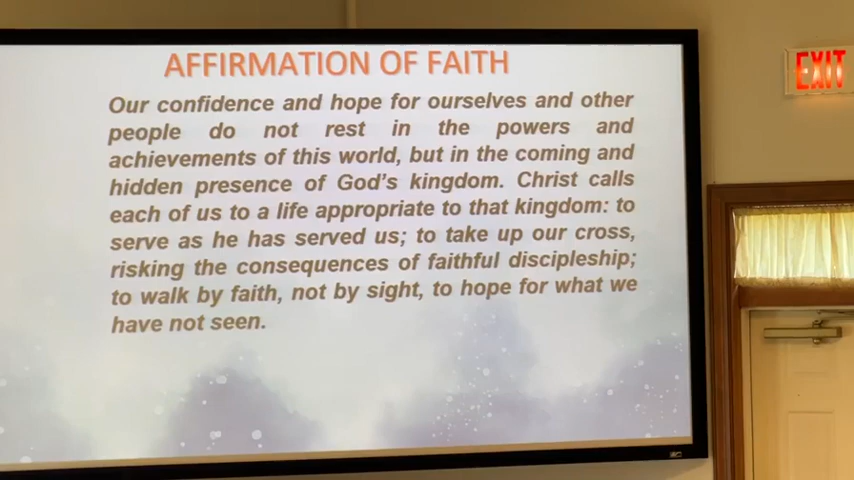 AFFIRMATION OF FAITH
Our confidence and hope for ourselves and other
people do not rest in the powers and
achievements of this world, but in the coming and
hidden presence of God's kingdom. Christ calls
each of us to a life appropriate to that kingdom: to
serve as he has served us; to take up our cross,
risking the consequences of faithful discipleship;
to walk by faith, not by sight, to hope for what we
have not seen.
EXIT